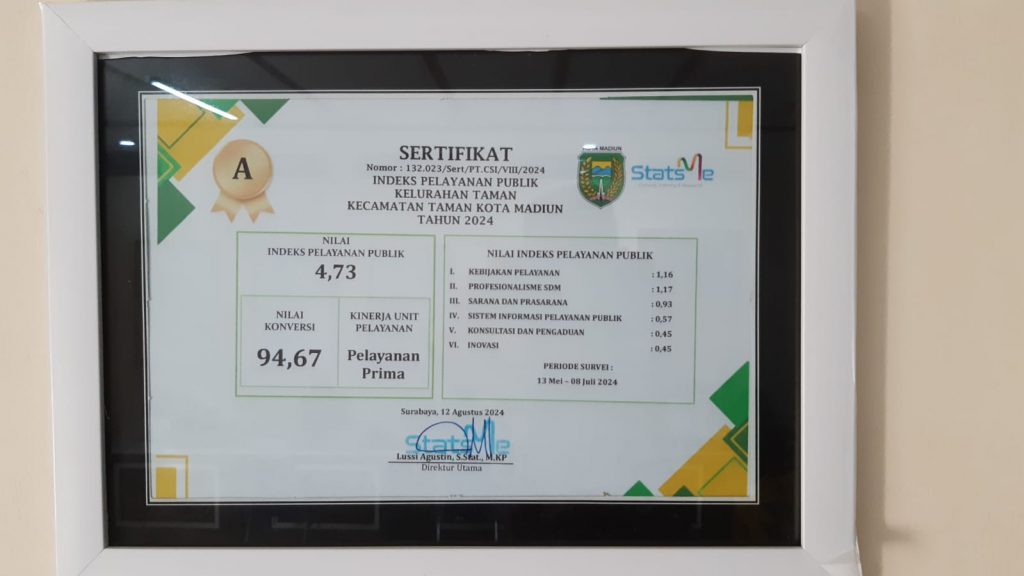 A
SERTIFIKAT
Nomor : 132.023/Sert/PT.CSI/VIII/2024
INDEKS PELAYANAN PUBLIK
KELURAHAN TAMAN
KECAMATAN TAMAN KOTA MADIUN
TAHUN 2024
KOTA MADIUN
StatsMe
NILAI
INDEKS PELAYANAN PUBLIK
4,73
NILAI
KONVERSI
94,67
KINERJA UNIT
PELAYANAN
Pelayanan
Prima
NILAI INDEKS PELAYANAN PUBLIK
I. KEBIJAKAN PELAYANAN : 1,16
II. PROFESIONALISME SDM : 1,17
III. SARANA DAN PRASARANA : 0,93
IV. SISTEM INFORMASI PELAYANAN PUBLIK : 0,57
V. KONSULTASI DAN PENGADUAN : 0,45
VI. INOVASI : 0,45
PERIODE SURVEI :
13 Mei – 08 Juli 2024
Surabaya, 12 Agustus 2024
StatsMe
Lussi Agustin, S.Stat., M.KP
Direktur Utama